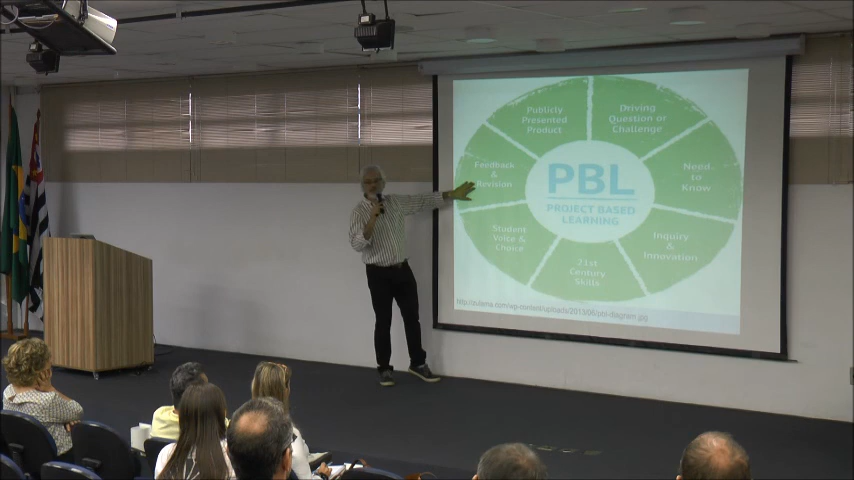 Publicly
Presented
Product
Driving
Question or
Challenge
Need
to
Know
Inquiry
&
Innovation
21st
Century
Skills
Student
Voice &
Choice
Feedback
&
Revision
PBL
PROJECT BASED
LEARNING